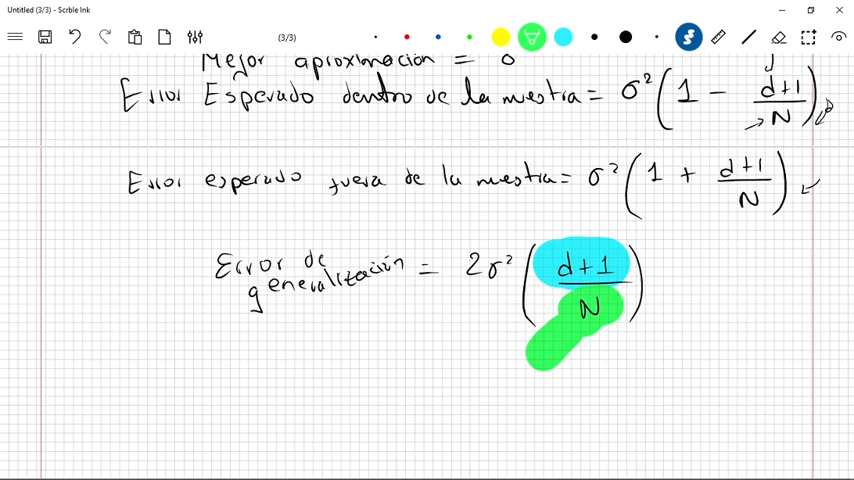 Untitled (3/3) - Scrble Ink
(3/3)
Mejor aproximación = σ²
Error Esperado dentro de la muestra = σ² (1 - d+1/N)
Error esperado fuera de la muestra = σ² (1 + d+1/N)
Error de generalización = 2σ² (d+1/N)